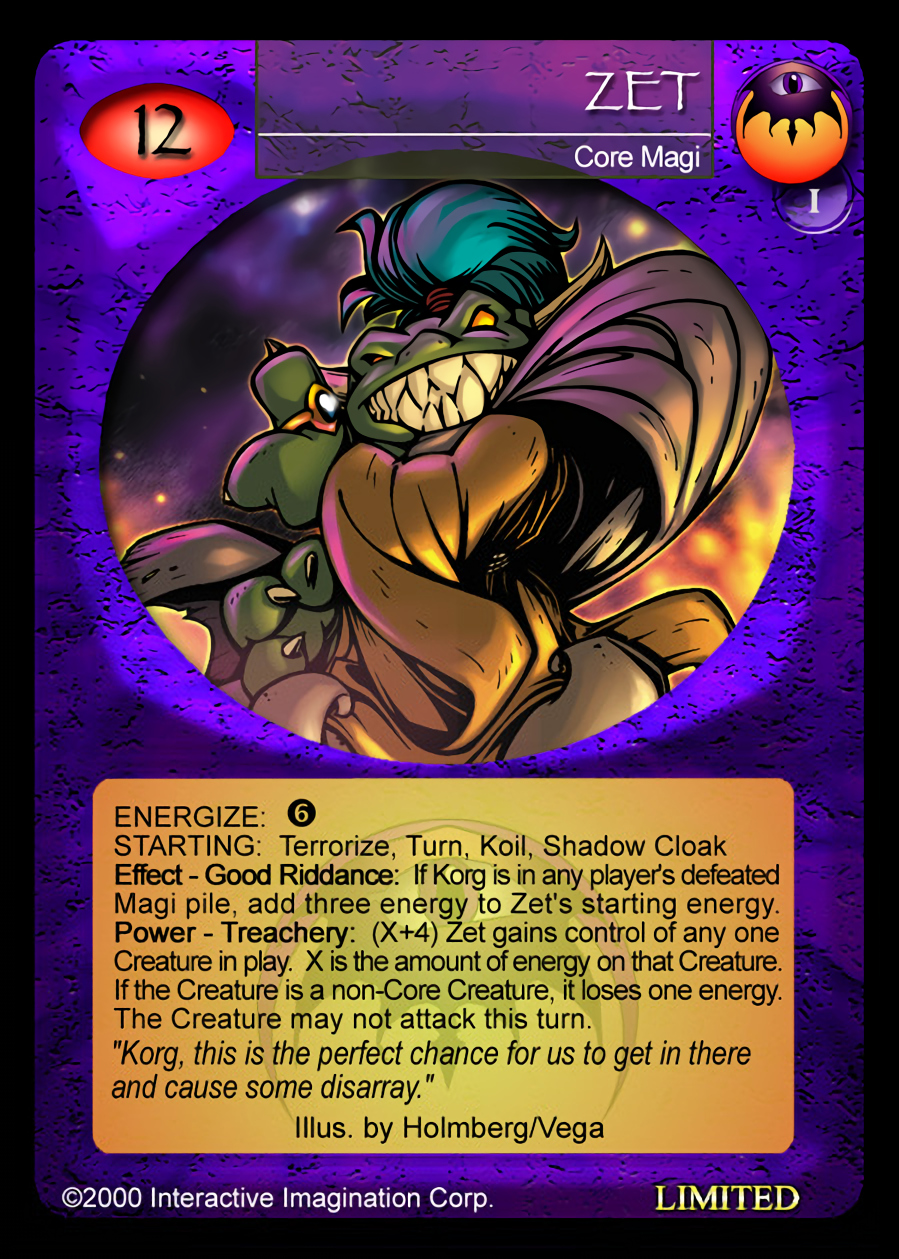 ZET
12
Core Magi
I
ENERGIZE: 6
STARTING: Terrorize, Turn, Koil, Shadow Cloak
Effect - Good Riddance: If Korg is in any player's defeated
Magi pile, add three energy to Zet's starting energy.
Power - Treachery: (X+4) Zet gains control of any one
Creature in play. X is the amount of energy on that Creature.
If the Creature is a non-Core Creature, it loses one energy.
The Creature may not attack this turn.
"Korg, this is the perfect chance for us to get in there
and cause some disarray."
Illus. by Holmberg/Vega
©2000 Interactive Imagination Corp.
LIMITED